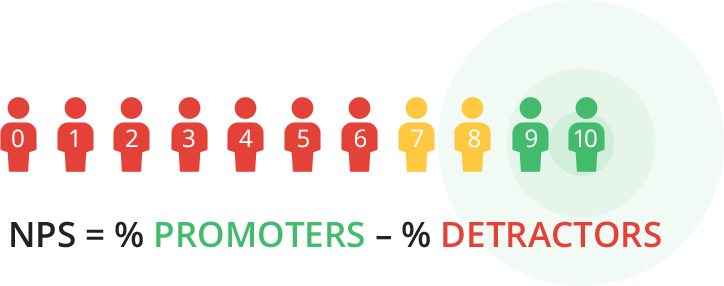 0 1 2 3 4 5 6 7 8 9 10
NPS = % PROMOTERS – % DETRACTORS